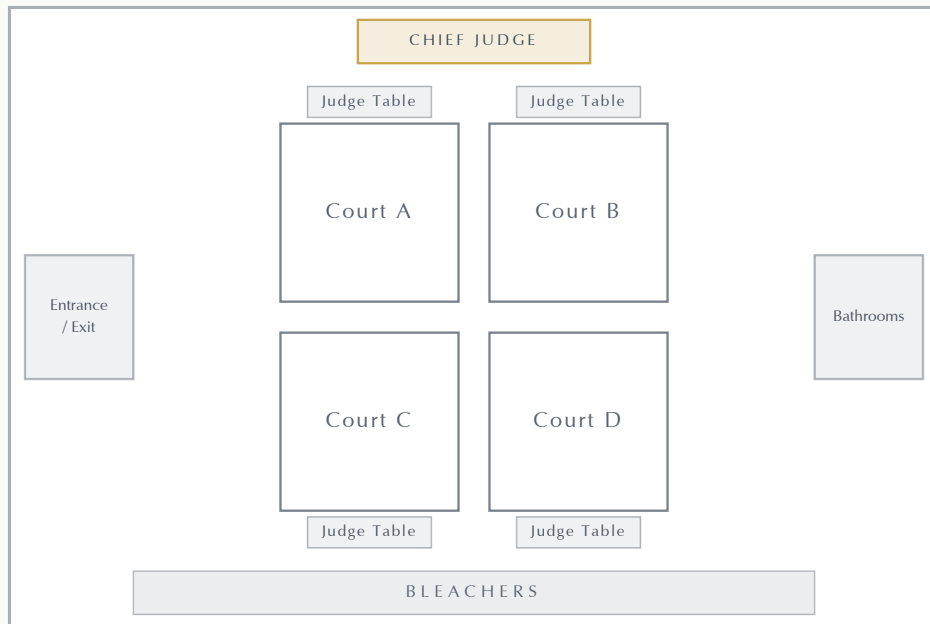 CHIEF JUDGE
Judge Table
Judge Table
Court A
Court B
Entrance
/ Exit
Bathrooms
Court C
Court D
Judge Table
Judge Table
BLEACHERS